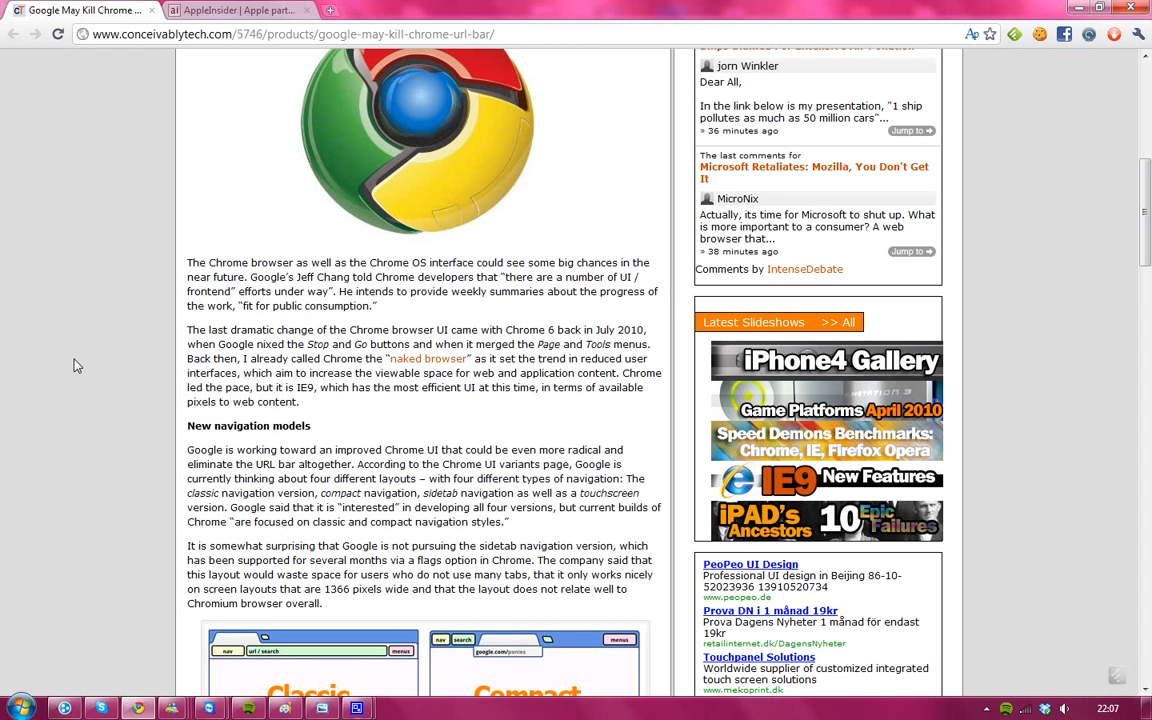 Google May Kill Chrome ...
AppleInsider | Apple part...
www.conceivablytech.com/5746/products/google-may-kill-chrome-url-bar/
The Chrome browser as well as the Chrome OS interface could see some big chances in the
near future. Google´s Jeff Chang told Chrome developers that “there are a number of UI /
frontend” efforts under way”. He intends to provide weekly summaries about the progress of
the work, “fit for public consumption.”
The last dramatic change of the Chrome browser UI came with Chrome 6 back in July 2010,
when Google nixed the Stop and Go buttons and when it merged the Page and Tools menus.
Back then, I already called Chrome the “naked browser” as it set the trend in reduced user
interfaces, which aim to increase the viewable space for web and application content. Chrome
led the pace, but it is IE9, which has the most efficient UI at this time, in terms of available
pixels to web content.
New navigation models
Google is working toward an improved Chrome UI that could be even more radical and
eliminate the URL bar altogether. According to the Chrome UI variants page, Google is
currently thinking about four different layouts – with four different types of navigation: The
classic navigation version, compact navigation, sidetab navigation as well as a touchscreen
version. Google said that it is “interested” in developing all four versions, but current builds of
Chrome “are focused on classic and compact navigation styles.”
It is somewhat surprising that Google is not pursuing the sidetab navigation version, which
has been supported for several months via a flags option in Chrome. The company said that
this layout would waste space for users who do not use many tabs, that it only works nicely
on screen layouts that are 1366 pixels wide and that the layout does not relate well to
Chromium browser overall.
nav
url / search
menus
Classic
nav search
menus
google.com/ponies
Compact
jorn Winkler
Dear All,
In the link below is my presentation, "1 ship
pollutes as much as 50 million cars"...
» 36 minutes ago
Jump to
The last comments for
Microsoft Retaliates: Mozilla, You Don't Get
It
MicroNix
Actually, its time for Microsoft to shut up. What
is more important to a consumer? A web
browser that...
» 38 minutes ago
Jump to
Comments by IntenseDebate
Latest Slideshows >> All
iPhone4 Gallery
Game Platforms April 2010
Speed Demons Benchmarks:
Chrome, IE, Firefox Opera
IE9 New Features
iPAD's
Ancestors
10 Epic
Failures
PeoPeo UI Design
Professional UI design in Beijing 86-10-
52023936 13910520734
www.peopeo.de
Prova DN i 1 månad 19kr
Prova Dagens Nyheter 1 månad för endast
19kr
retailinternet.dk/DagensNyheter
Touchpanel Solutions
Worldwide supplier of customized integrated
touch screen solutions
www.mekoprint.dk
22:07